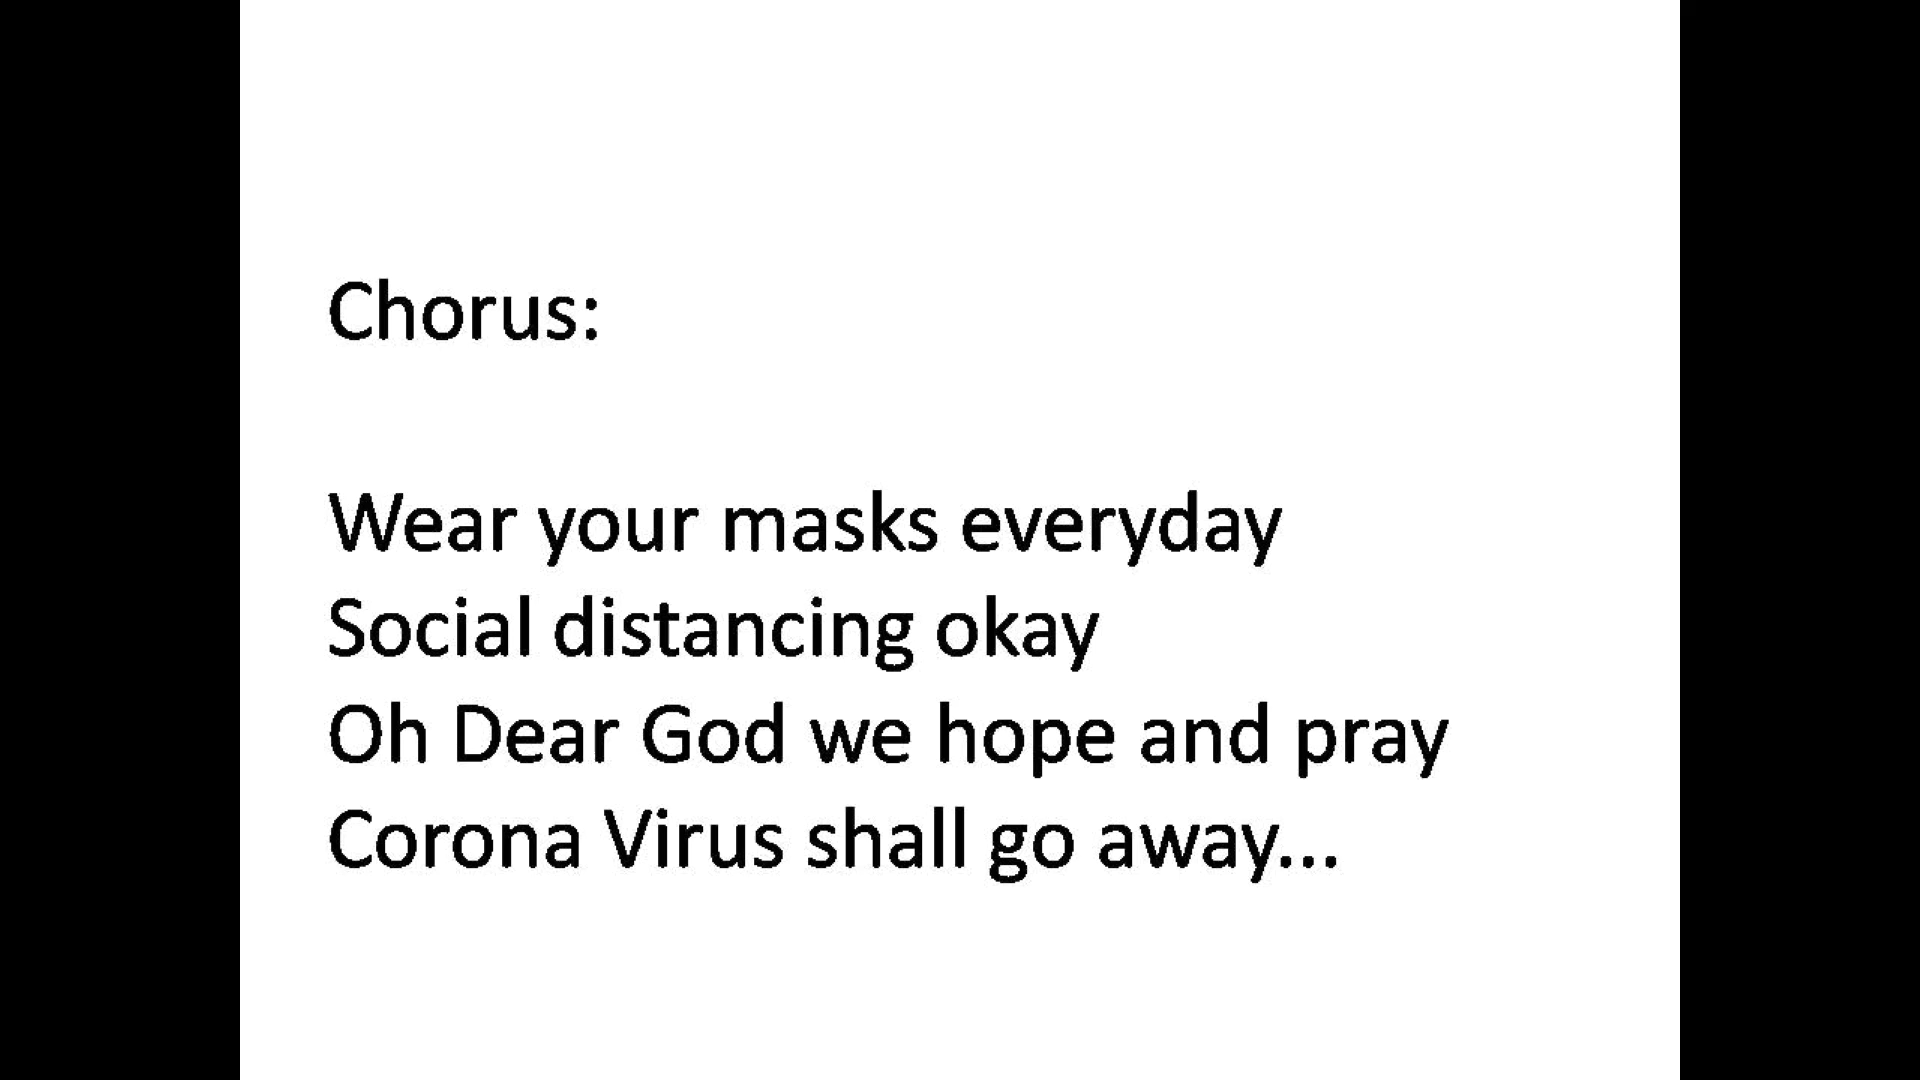 Chorus:
Wear your masks everyday
Social distancing okay
Oh Dear God we hope and pray
Corona Virus shall go away...